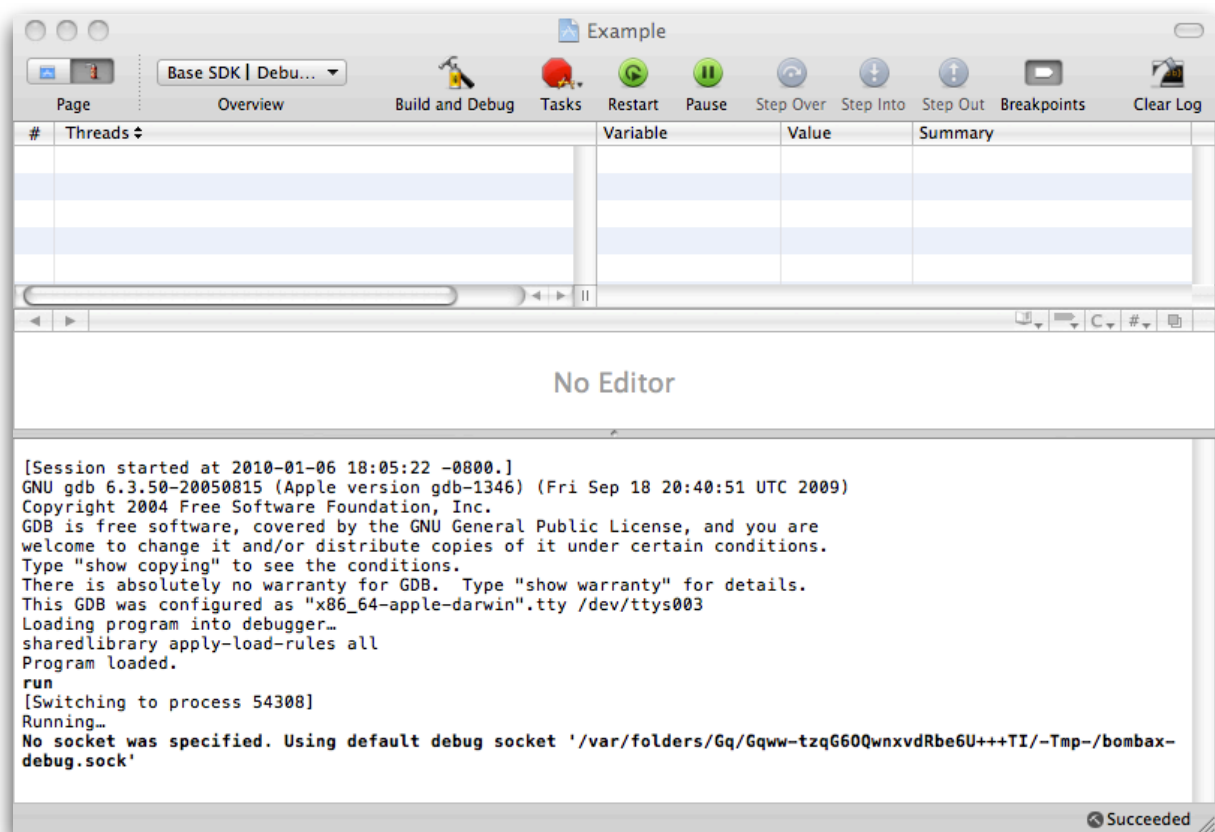 Example
Base SDK | Debu...
Page
Overview
Build and Debug
Tasks
Restart
Pause
Step Over
Step Into
Step Out
Breakpoints
Clear Log
# Threads
Variable
Value
Summary
C
#
No Editor
[Session started at 2010-01-06 18:05:22 -0800.]
GNU gdb 6.3.50-20050815 (Apple version gdb-1346) (Fri Sep 18 20:40:51 UTC 2009)
Copyright 2004 Free Software Foundation, Inc.
GDB is free software, covered by the GNU General Public License, and you are
welcome to change it and/or distribute copies of it under certain conditions.
Type "show copying" to see the conditions.
There is absolutely no warranty for GDB.  Type "show warranty" for details.
This GDB was configured as "x86_64-apple-darwin".tty /dev/ttys003
Loading program into debugger…
sharedlibrary apply-load-rules all
Program loaded.
run
[Switching to process 54308]
Running…
No socket was specified. Using default debug socket '/var/folders/Gq/Gqww-tzqG6OQwnxvdRbe6U+++TI/-Tmp-/bombax-
debug.sock'
Succeeded